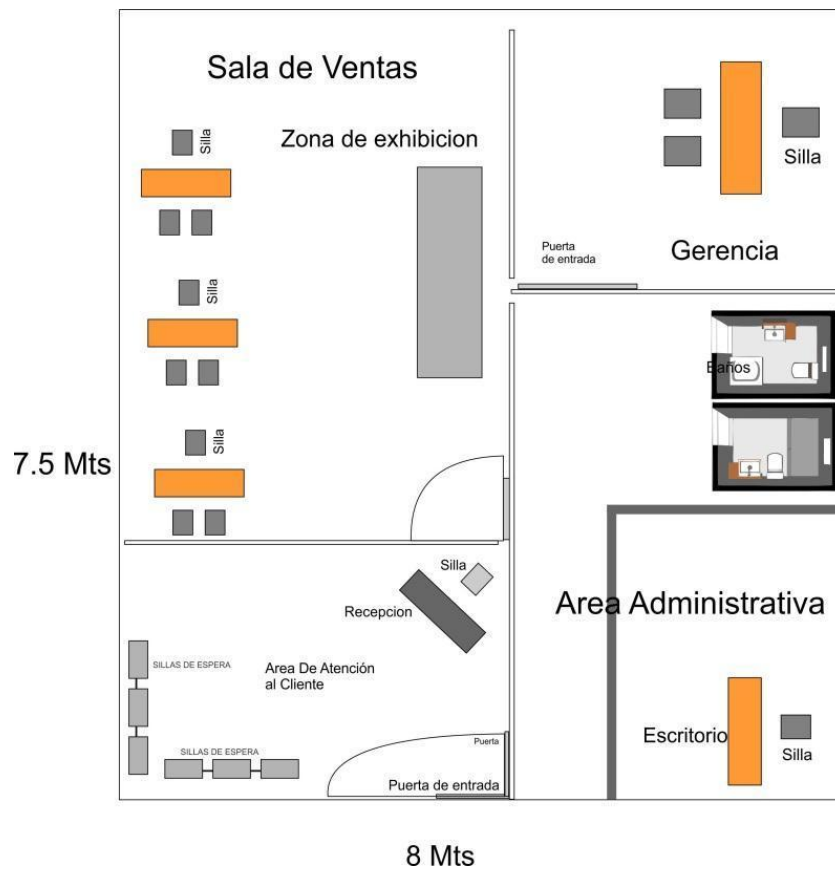 Sala de Ventas
Zona de exhibicion
Silla
Silla
Silla
Silla
Puerta
de entrada
Gerencia
Baños
7.5 Mts
Silla
Recepcion
Area De Atención
al Cliente
SILLAS DE ESPERA
SILLAS DE ESPERA
Puerta
Puerta de entrada
Area Administrativa
Escritorio
Silla
8 Mts